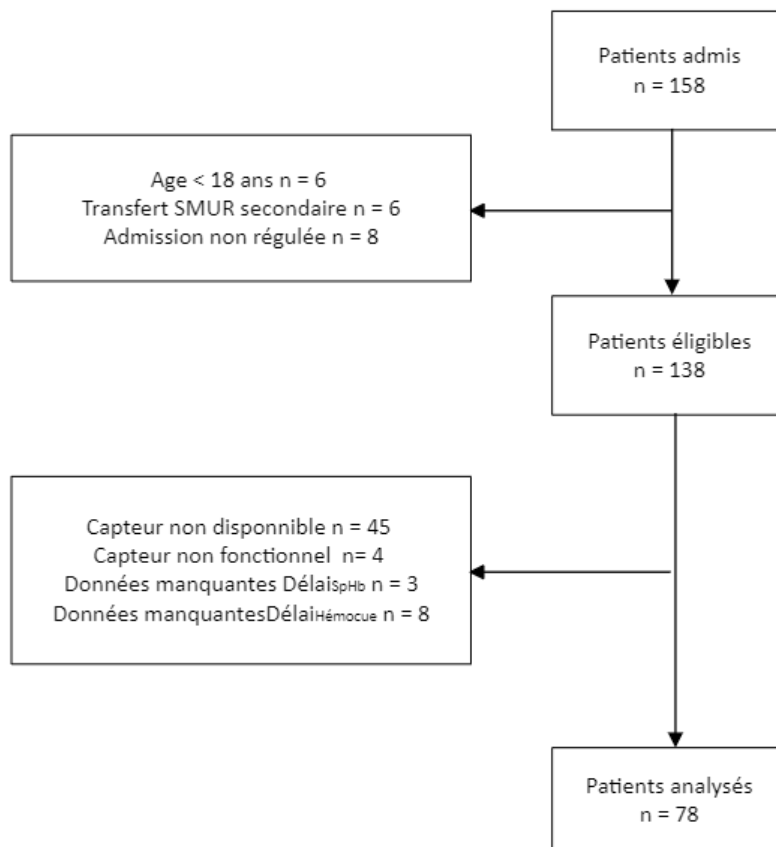 Patients admis
n = 158
Age < 18 ans n = 6
Transfert SMUR secondaire n = 6
Admission non régulée n = 8
Patients éligibles
n = 138
Capteur non disponnible n = 45
Capteur non fonctionnel  n= 4
Données manquantes DélaiSpHb n = 3
Données manquantesDélaiHémocue n = 8
Patients analysés
n = 78